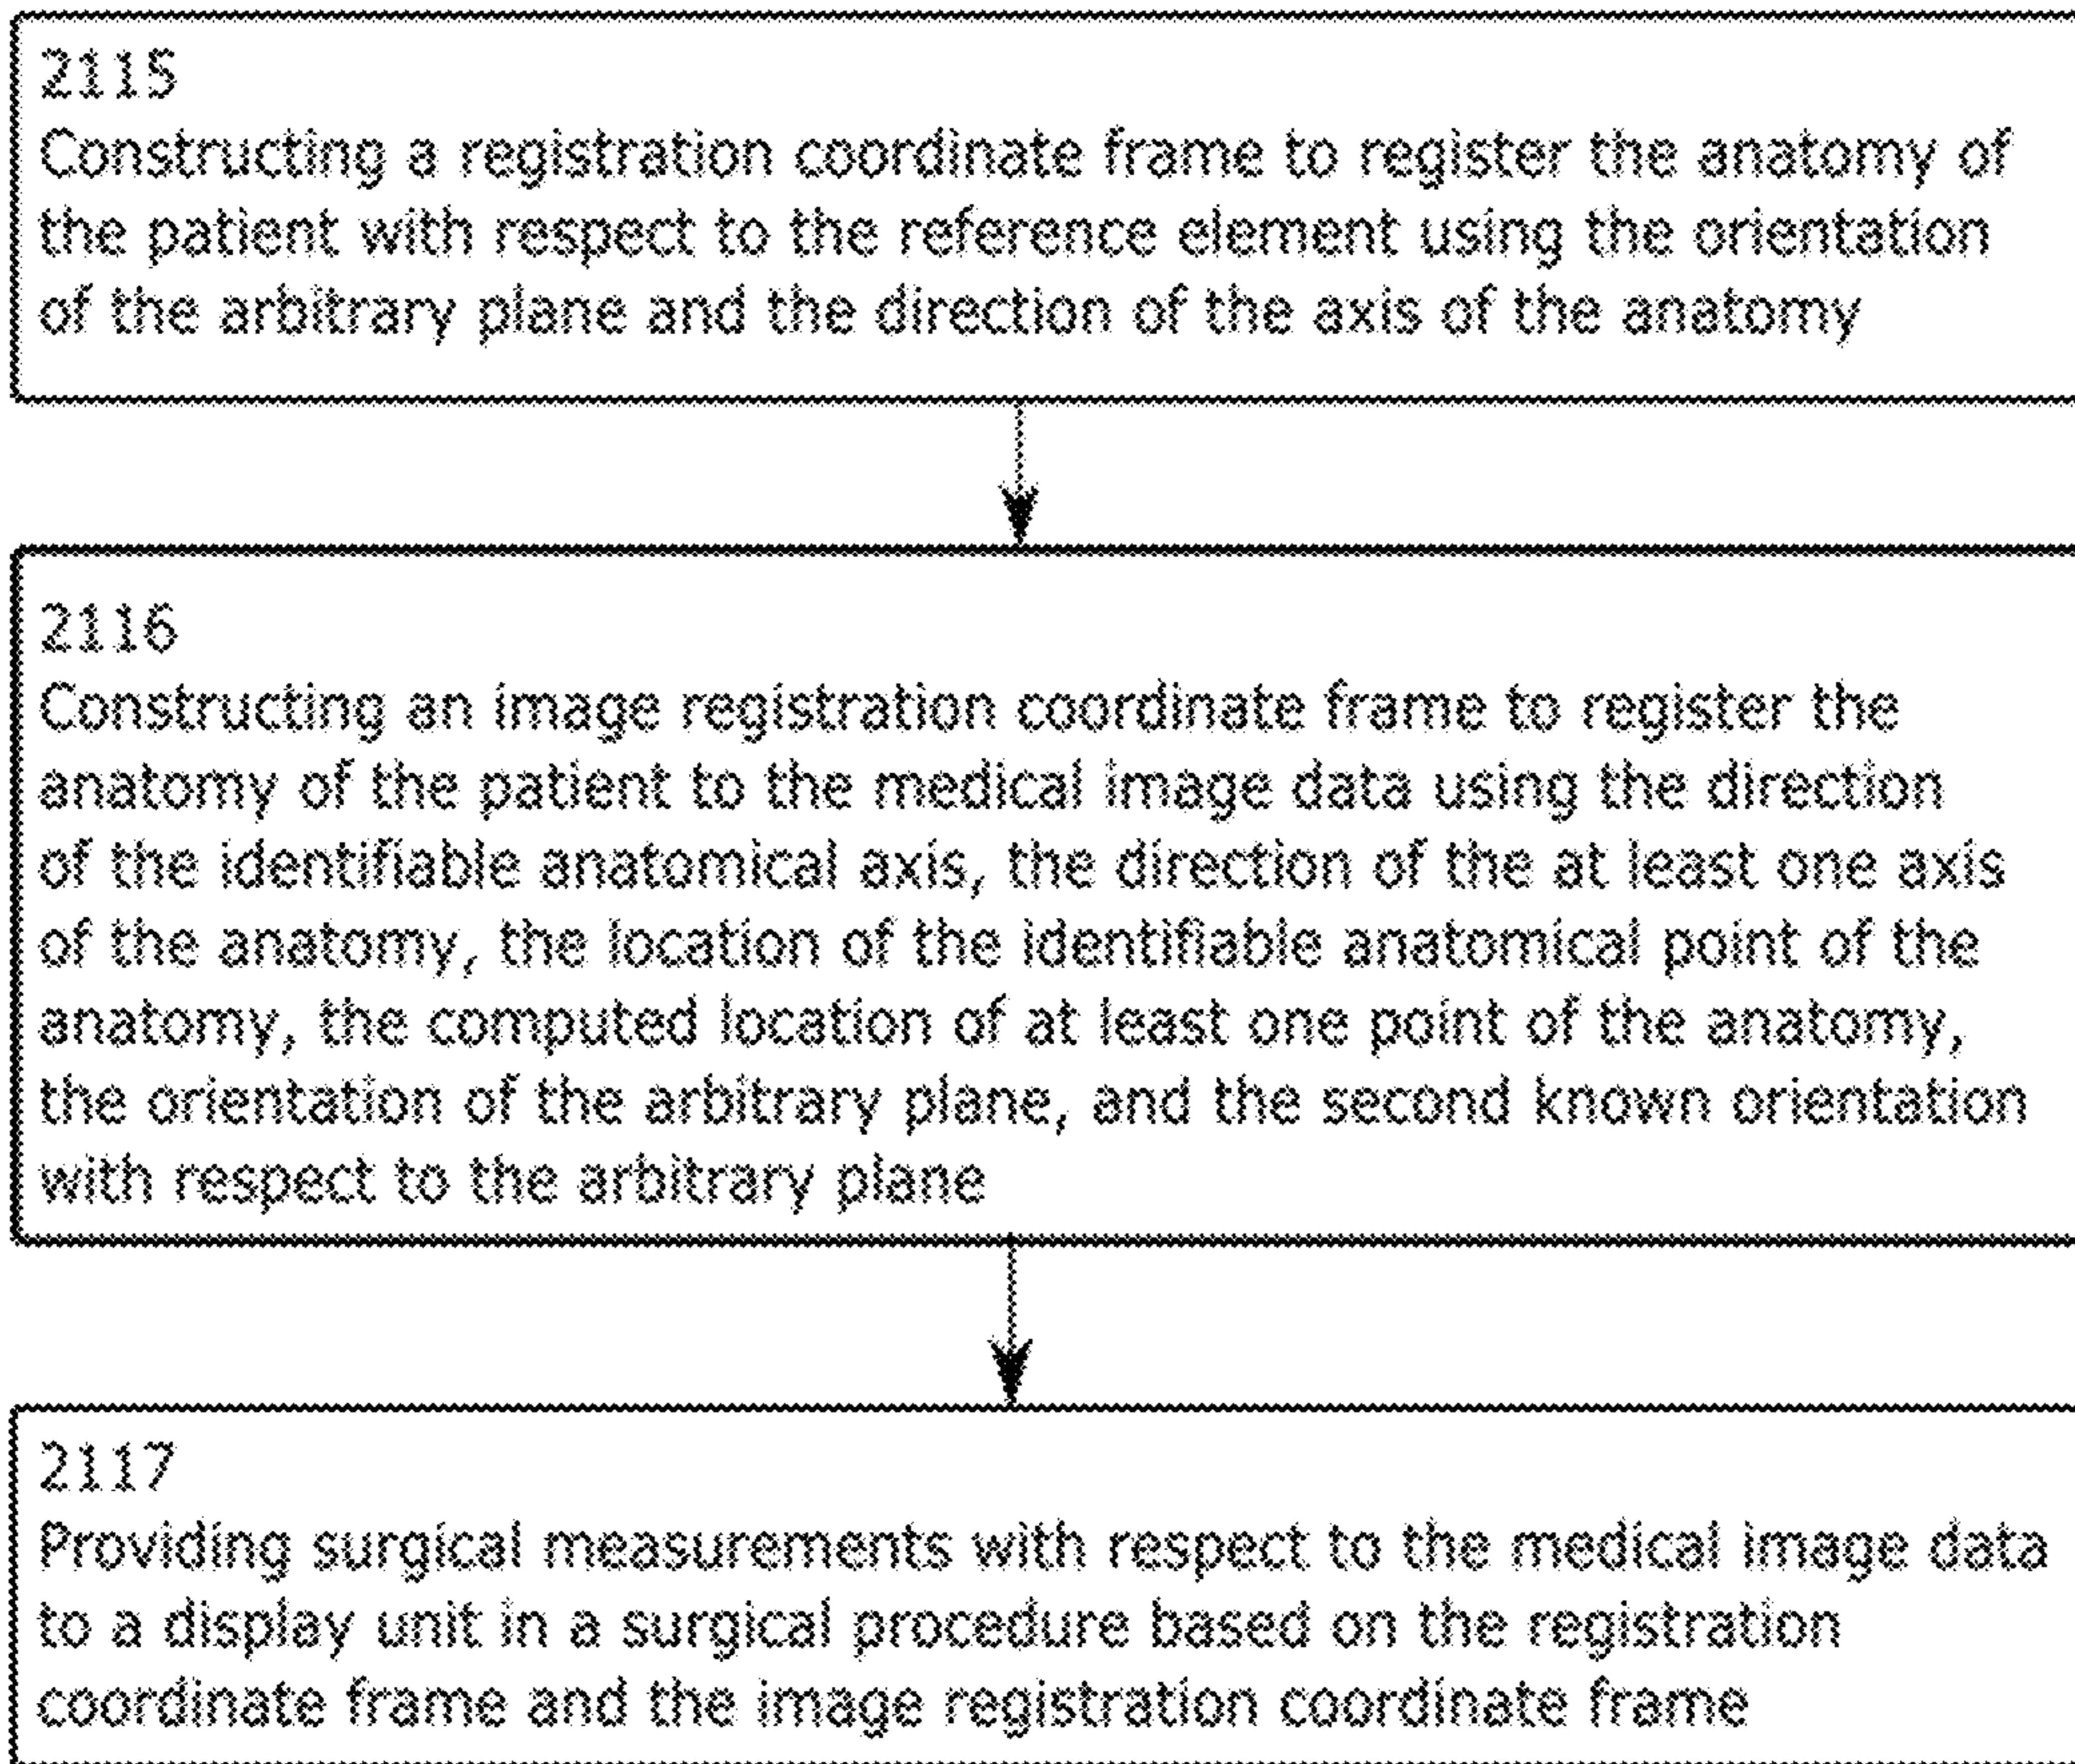 2115
Constructing a registration coordinate frame to register the anatomy of
the patient with respect to the reference element using the orientation
of the arbitrary plane and the direction of the axis of the anatomy
2116
Constructing an image registration coordinate frame to register the
anatomy of the patient to the medical image data using the direction
of the identifiable anatomical axis, the direction of the at least one axis
of the anatomy, the location of the identifiable anatomical point of the
anatomy, the computed location of at least one point of the anatomy,
the orientation of the arbitrary plane, and the second known orientation
with respect to the arbitrary plane
2117
Providing surgical measurements with respect to the medical image data
to a display unit in a surgical procedure based on the registration
coordinate frame and the image registration coordinate frame